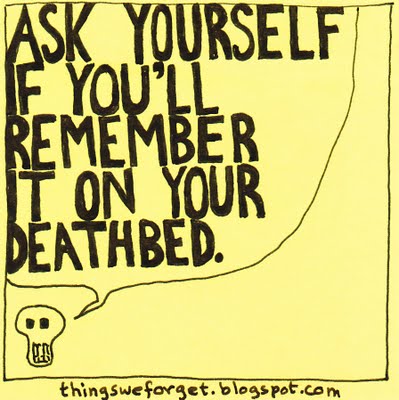 ASK YOURSELF
IF YOU'LL
REMEMBER
IT ON YOUR
DEATHBED.
thingsweforget.blogspot.com